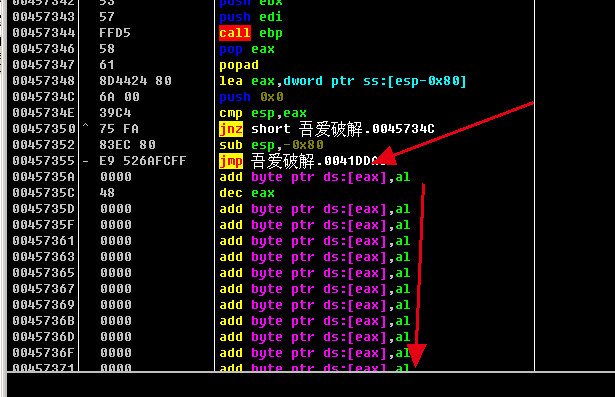 00457342 53 push ebx
00457343 57 push edi
00457344 FFD5 call ebp
00457346 58 pop eax
00457347 61 popad
00457348 8D4424 80 lea eax,dword ptr ss:[esp-0x80]
0045734C 6A 00 push 0x0
0045734E 39C4 cmp esp,eax
00457350 ^ 75 FA jnz short 吾爱破解.0045734C
00457352 83EC 80 sub esp,-0x80
00457355 - E9 526AFCFF jmp 吾爱破解.0041DDAC
0045735A 0000 add byte ptr ds:[eax],al
0045735C 48 dec eax
0045735D 0000 add byte ptr ds:[eax],al
0045735F 0000 add byte ptr ds:[eax],al
00457361 0000 add byte ptr ds:[eax],al
00457363 0000 add byte ptr ds:[eax],al
00457365 0000 add byte ptr ds:[eax],al
00457367 0000 add byte ptr ds:[eax],al
00457369 0000 add byte ptr ds:[eax],al
0045736B 0000 add byte ptr ds:[eax],al
0045736D 0000 add byte ptr ds:[eax],al
0045736F 0000 add byte ptr ds:[eax],al
00457371 0000 add byte ptr ds:[eax],al